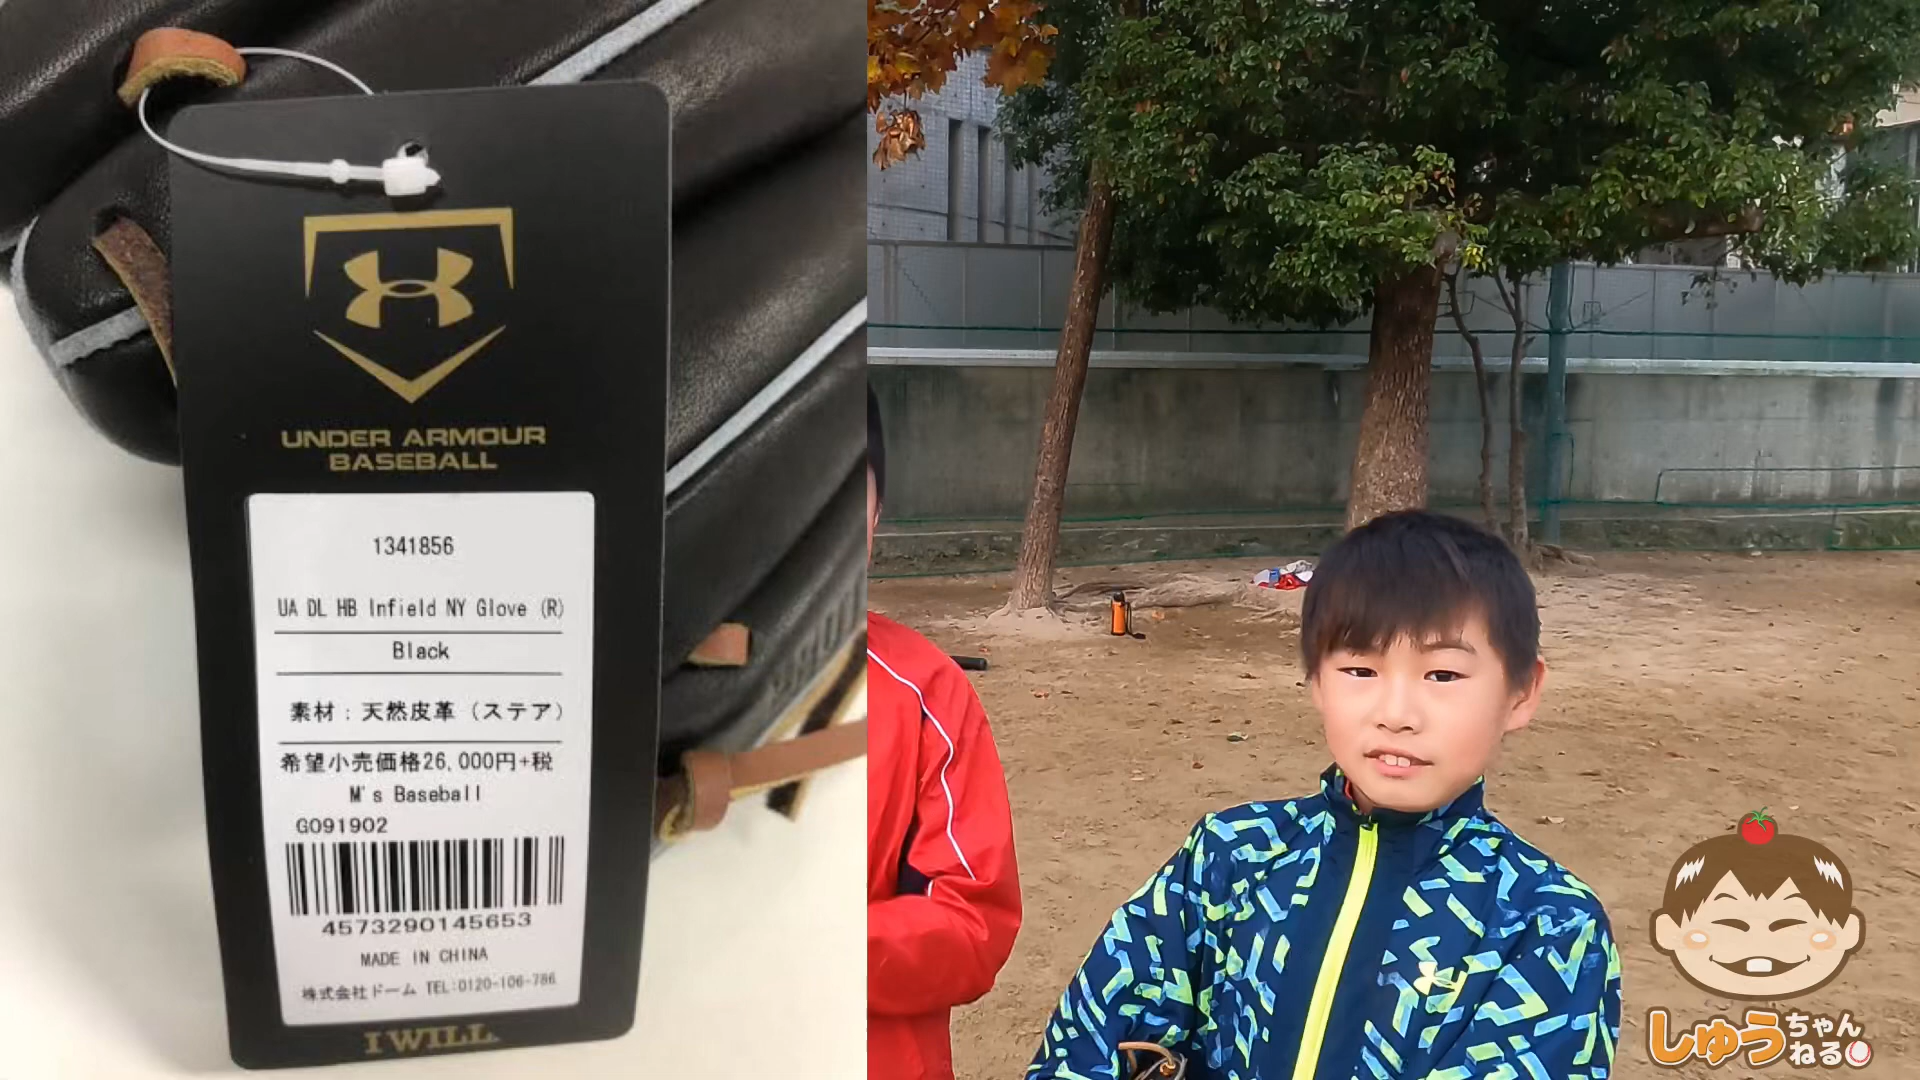 UNDER ARMOUR
BASEBALL
1341856
UA DL HB Infield NY Glove (R)
Black
素材：天然皮革（ステア）
希望小売価格26,000円+税
M's Baseball
G091902
4573290145653
MADE IN CHINA
株式会社ドーム TEL:0120-106-786
I WILL.
しゅうちゃん
ねる